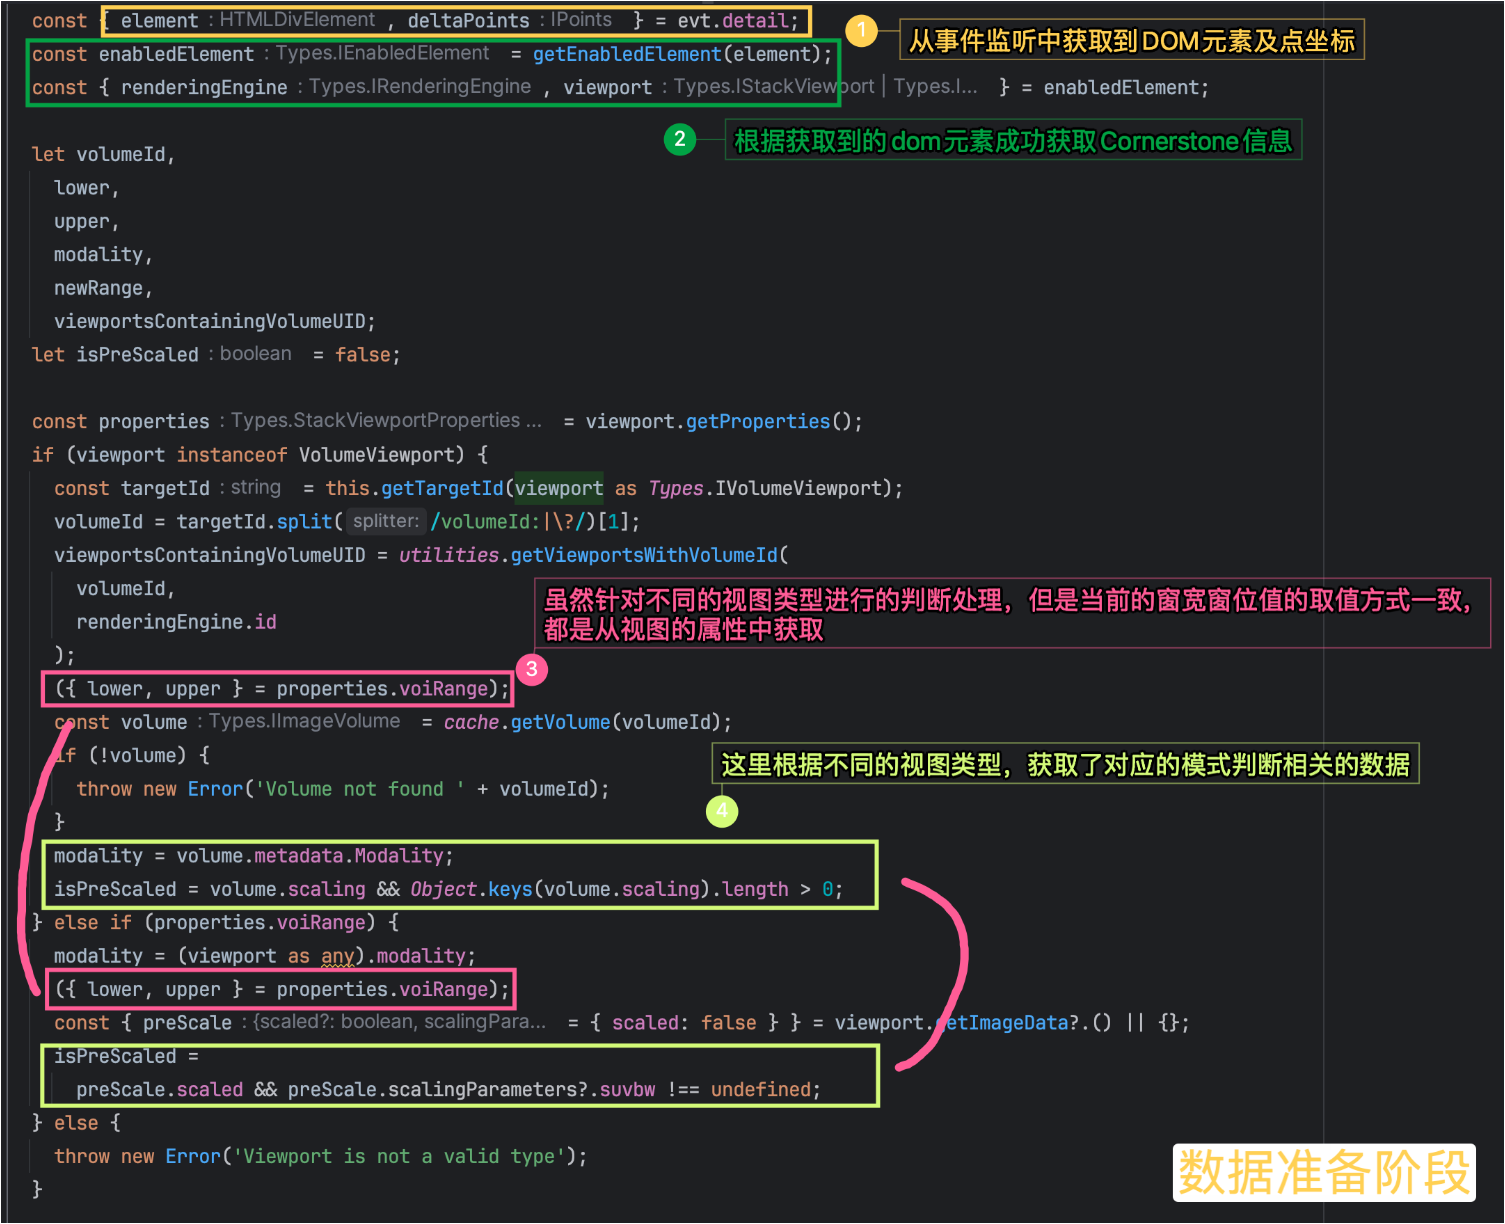 const { element : HTMLDivElement , deltaPoints : IPoints } = evt.detail;
1
从事件监听中获取到DOM元素及点坐标
const enabledElement : Types.IEnabledElement = getEnabledElement(element);
const { renderingEngine : Types.IRenderingEngine , viewport : Types.IStackViewport | Types.I... } = enabledElement;
2
根据获取到的dom元素成功获取Cornerstone信息
let volumeId,
lower,
upper,
modality,
newRange,
viewportsContainingVolumeUID;
let isPreScaled : boolean = false;
const properties : Types.StackViewportProperties ... = viewport.getProperties();
if (viewport instanceof VolumeViewport) {
const targetId : string = this.getTargetId(viewport as Types.IVolumeViewport);
volumeId = targetId.split( splitter: /volumeId:|\?/)[1];
viewportsContainingVolumeUID = utilities.getViewportsWithVolumeId(
volumeId,
renderingEngine.id
);
虽然针对不同的视图类型进行的判断处理，但是当前的窗宽窗位值的取值方式一致，
都是从视图的属性中获取
3
({ lower, upper } = properties.voiRange);
const volume : Types.IImageVolume = cache.getVolume(volumeId);
if (!volume) {
throw new Error('Volume not found ' + volumeId);
}
这里根据不同的视图类型，获取了对应的模式判断相关的数据
4
modality = volume.metadata.Modality;
isPreScaled = volume.scaling && Object.keys(volume.scaling).length > 0;
} else if (properties.voiRange) {
modality = (viewport as any).modality;
({ lower, upper } = properties.voiRange);
const { preScale : {scaled?: boolean, scalingPara... = { scaled: false } } = viewport.getImageData?.() || {};
isPreScaled =
preScale.scaled && preScale.scalingParameters?.suvbw !== undefined;
} else {
throw new Error('Viewport is not a valid type');
}
数据准备阶段